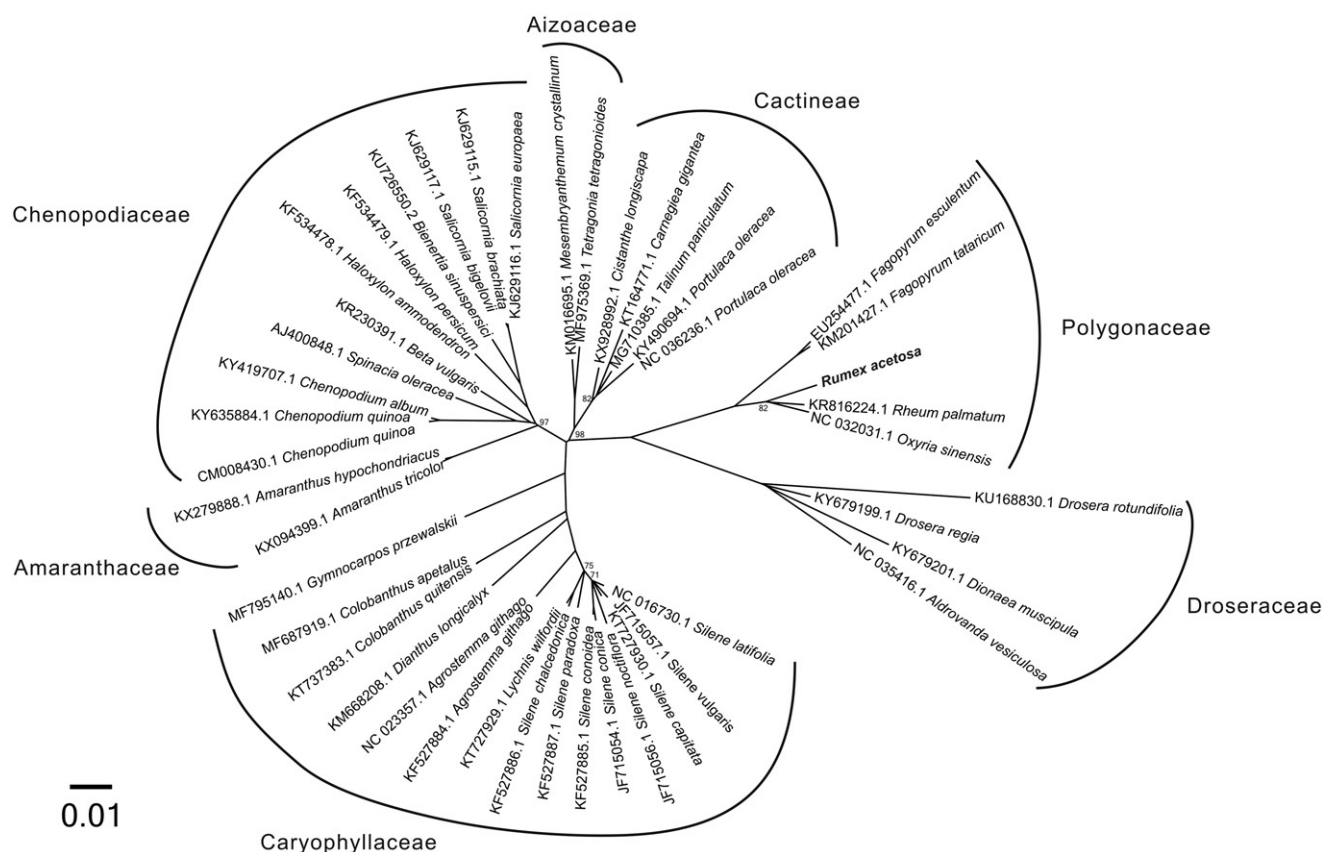 Aizoaceae
KM016695.1 Mesembryanthemum crystallinum
MF975369.1 Tetragonia tetragonioides
Cactineae
KX928992.1 Cistanthe longiscapa
KT164771.1 Carnegiea gigantea
MG710385.1 Talinum paniculatum
KY490694.1 Portulaca oleracea
NC 036236.1 Portulaca oleracea
82
98
Polygonaceae
EU254477.1 Fagopyrum esculentum
KM201427.1 Fagopyrum tataricum
Rumex acetosa
KR816224.1 Rheum palmatum
NC 032031.1 Oxyria sinensis
82
Droseraceae
KU168830.1 Drosera rotundifolia
KY679199.1 Drosera regia
KY679201.1 Dionaea muscipula
NC 035416.1 Aldrovanda vesiculosa
Caryophyllaceae
NC 016730.1 Silene latifolia
JF715057.1 Silene vulgaris
KT727930.1 Silene capitata
JF715056.1 Silene noctiflora
JF715054.1 Silene conica
KF527885.1 Silene conoidea
KF527887.1 Silene paradoxa
KF527886.1 Silene chalcedonica
KT727929.1 Lychnis wilfordii
KF527884.1 Agrostemma githago
NC 023357.1 Agrostemma githago
KM668208.1 Dianthus longicalyx
KT737383.1 Colobanthus quitensis
MF687919.1 Colobanthus apetalus
MF795140.1 Gymnocarpos przewalskii
75
71
Amaranthaceae
KX094399.1 Amaranthus tricolor
KX279888.1 Amaranthus hypochondriacus
Chenopodiaceae
CM008430.1 Chenopodium quinoa
KY635884.1 Chenopodium quinoa
KY419707.1 Chenopodium album
AJ400848.1 Spinacia oleracea
KR230391.1 Beta vulgaris
KF534478.1 Haloxylon ammodendron
KF534479.1 Haloxylon persicum
KU726550.2 Bienertia sinuspersici
KJ629117.1 Salicornia bigelovii
KJ629115.1 Salicornia brachiata
KJ629116.1 Salicornia europaea
97
0.01